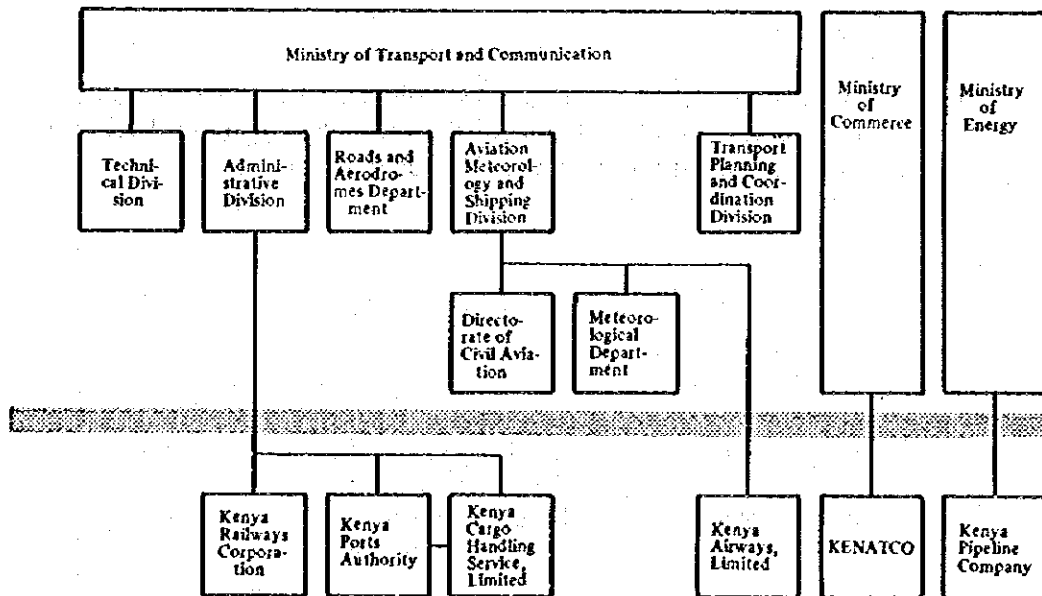 Ministry of Transport and Communication
Ministry
of
Commerce
Ministry
of
Energy
Techni-
cal Divi-
sion
Admini-
strative
Division
Roads and
Aerodro-
mes Depart-
ment
Aviation
Meteorol-
ogy and
Shipping
Division
Transport
Planning
and Coor-
dination
Division
Directo-
rate of
Civil Avia-
tion
Meteoro-
logical
Depart-
ment
Kenya
Railways
Corpora-
tion
Kenya
Ports
Authority
Kenya
Cargo
Handling
Service,
Limited
Kenya
Airways,
Limited
KENATCO
Kenya
Pipeline
Company